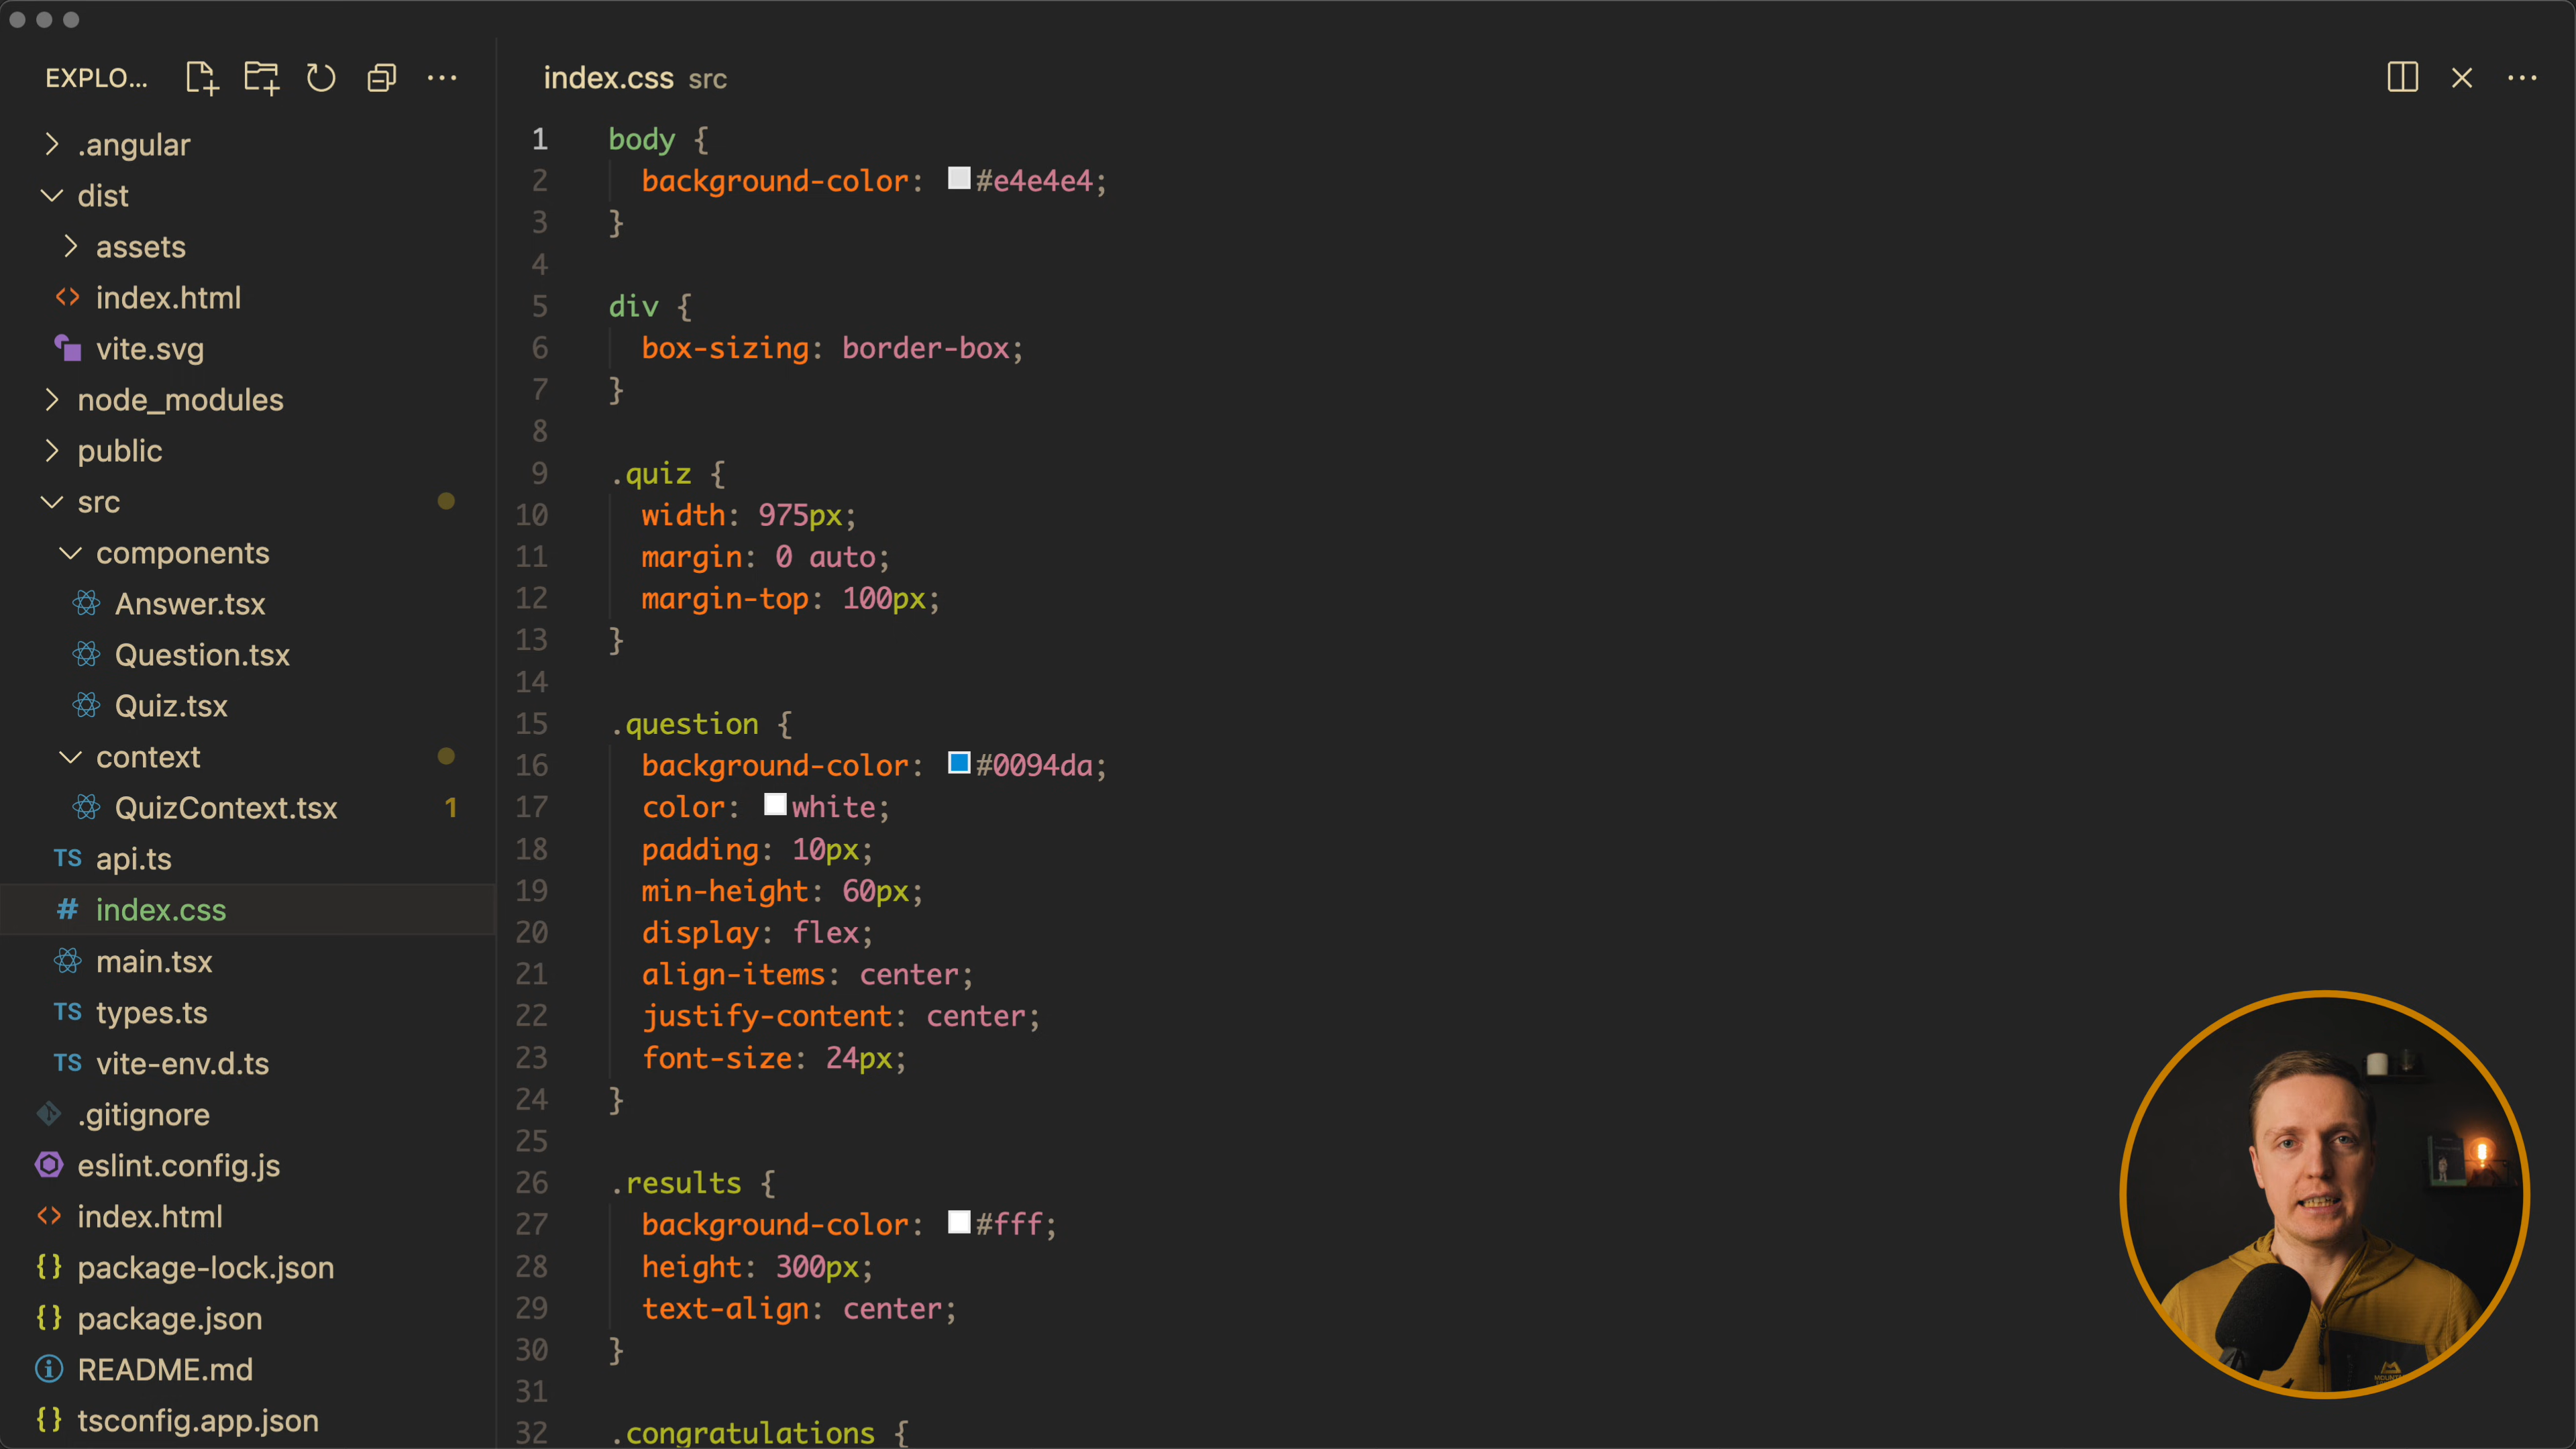 EXPLO...
.angular
dist
assets
index.html
vite.svg
node_modules
public
src
components
Answer.tsx
Question.tsx
Quiz.tsx
context
QuizContext.tsx 1
TS api.ts
# index.css
main.tsx
TS types.ts
TS vite-env.d.ts
.gitignore
eslint.config.js
<> index.html
{} package-lock.json
{} package.json
README.md
{} tsconfig.app.json
index.css src
1 body {
2 background-color: #e4e4e4;
3 }
4
5 div {
6 box-sizing: border-box;
7 }
8
9 .quiz {
10 width: 975px;
11 margin: 0 auto;
12 margin-top: 100px;
13 }
14
15 .question {
16 background-color: #0094da;
17 color: white;
18 padding: 10px;
19 min-height: 60px;
20 display: flex;
21 align-items: center;
22 justify-content: center;
23 font-size: 24px;
24 }
25
26 .results {
27 background-color: #fff;
28 height: 300px;
29 text-align: center;
30 }
31
32 .congratulations {